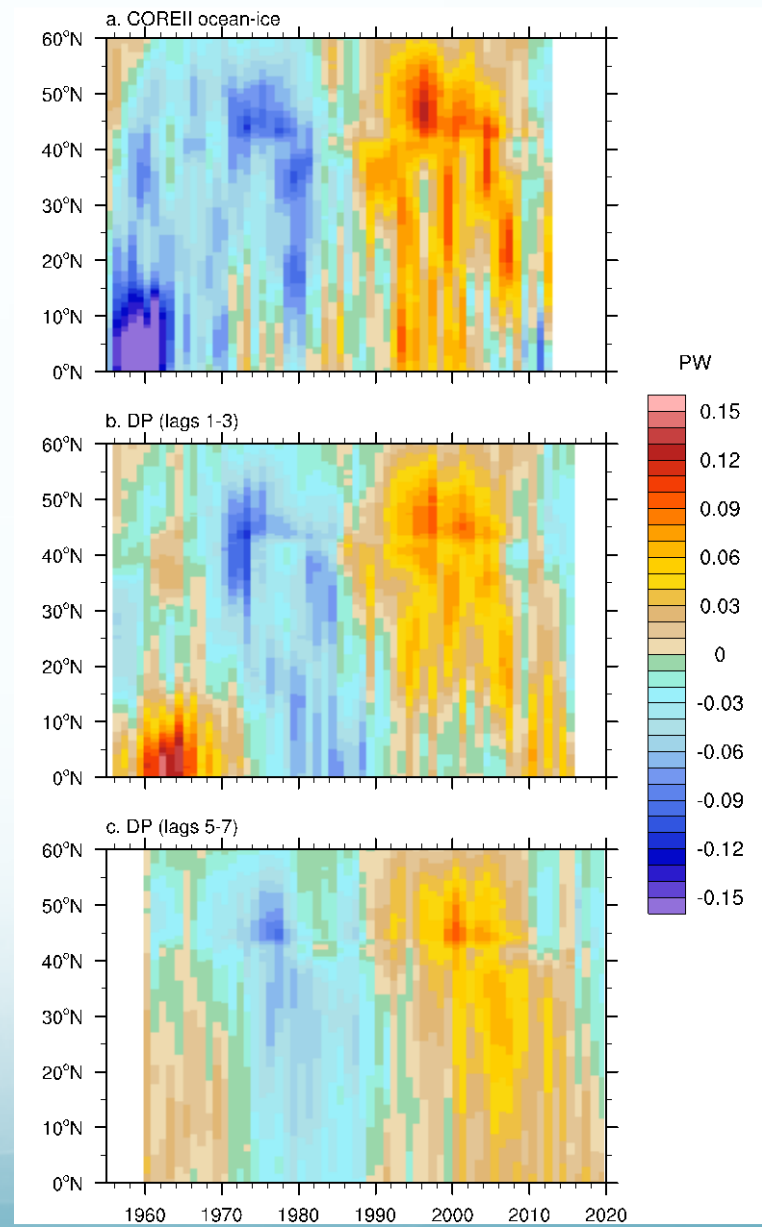 a. COREII ocean-ice
60°N
50°N
40°N
30°N
20°N
10°N
0°N
PW
0.15
0.12
0.09
0.06
0.03
0
-0.03
-0.06
-0.09
-0.12
-0.15
b. DP (lags 1-3)
60°N
50°N
40°N
30°N
20°N
10°N
0°N
c. DP (lags 5-7)
60°N
50°N
40°N
30°N
20°N
10°N
0°N
1960 1970 1980 1990 2000 2010 2020